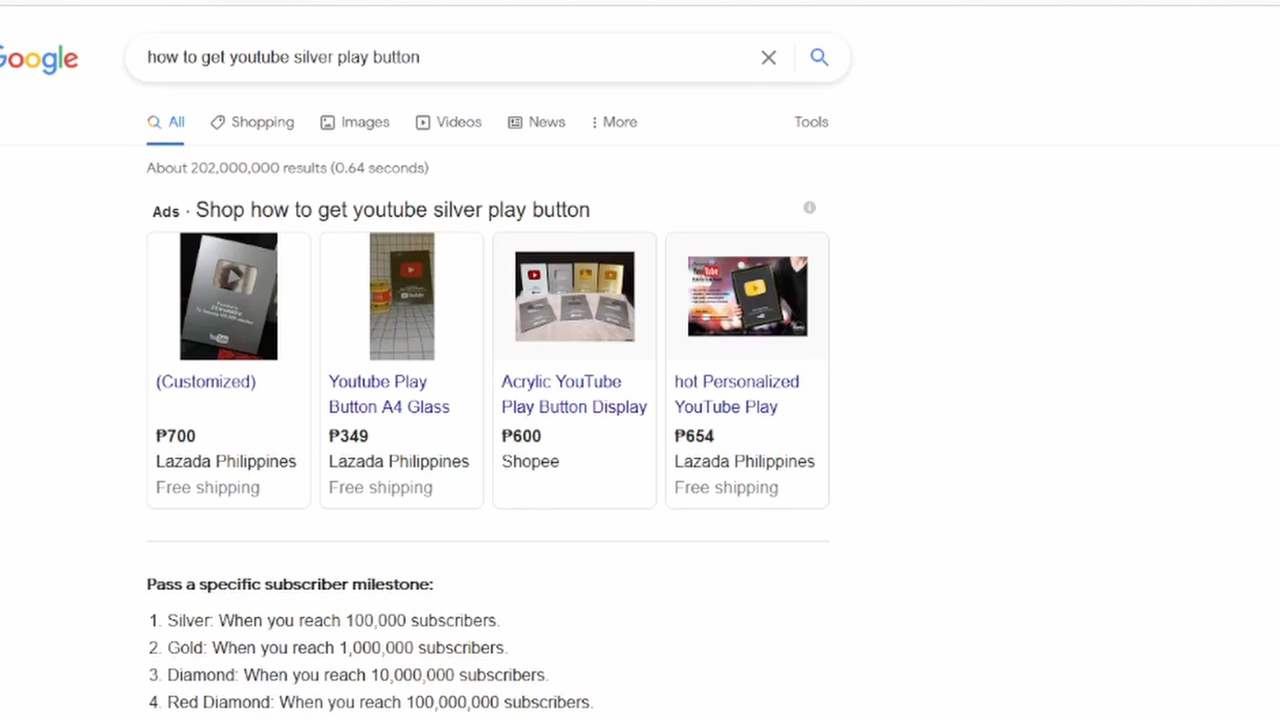 Google
how to get youtube silver play button
All Shopping Images Videos News More Tools
About 202,000,000 results (0.64 seconds)
Ads · Shop how to get youtube silver play button
(Customized)
₱700
Lazada Philippines
Free shipping
Youtube Play
Button A4 Glass
₱349
Lazada Philippines
Free shipping
Acrylic YouTube
Play Button Display
₱600
Shopee
hot Personalized
YouTube Play
₱654
Lazada Philippines
Free shipping
Pass a specific subscriber milestone:
1. Silver: When you reach 100,000 subscribers.
2. Gold: When you reach 1,000,000 subscribers.
3. Diamond: When you reach 10,000,000 subscribers.
4. Red Diamond: When you reach 100,000,000 subscribers.